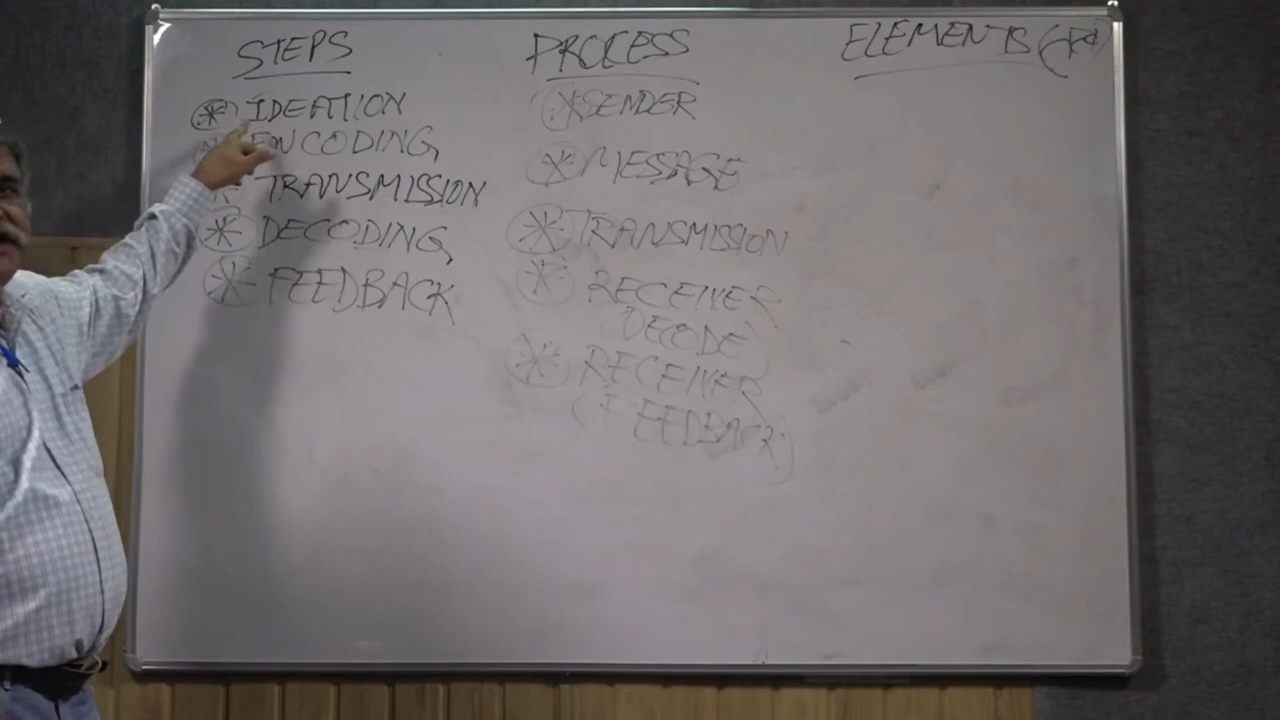 STEPS
IDEATION
ENCODING
TRANSMISSION
DECODING
FEEDBACK
PROCESS
SENDER
MESSAGE
TRANSMISSION
RECEIVER
DECODE)
RECEIVER
FEEDBACK)
ELEMENTS